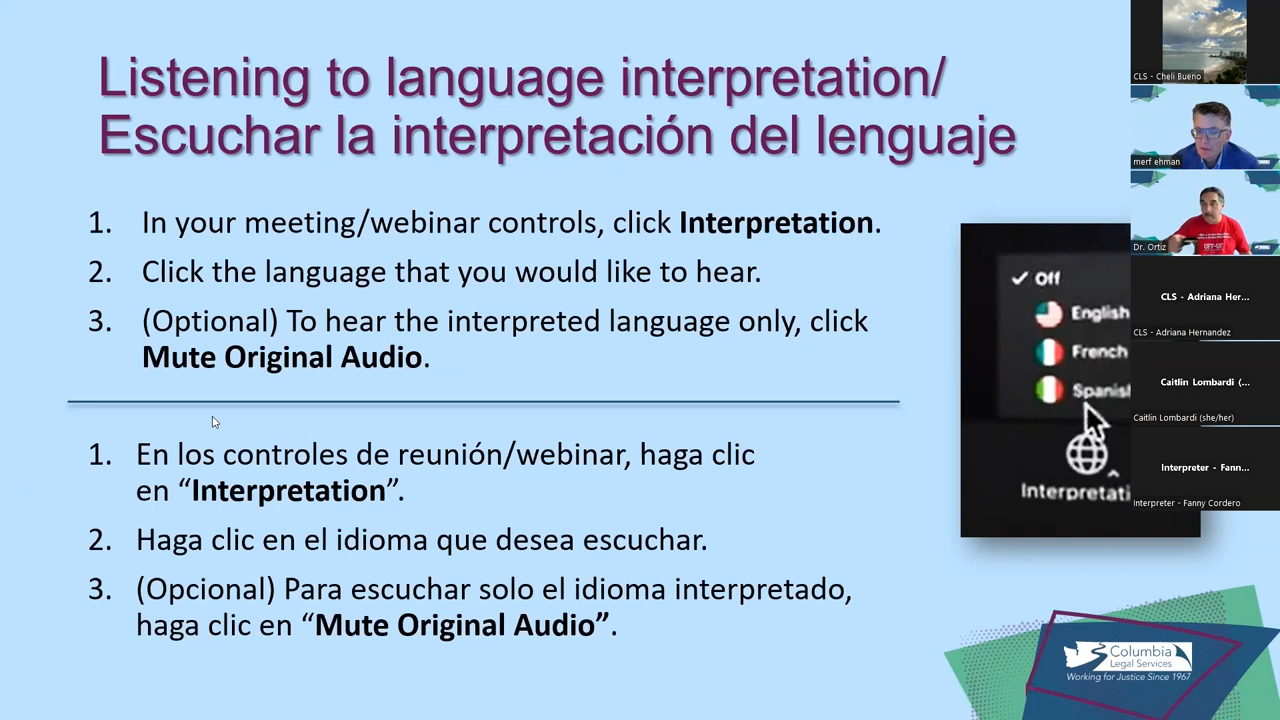 Listening to language interpretation/
Escuchar la interpretación del lenguaje
1. In your meeting/webinar controls, click Interpretation.
2. Click the language that you would like to hear.
3. (Optional) To hear the interpreted language only, click
Mute Original Audio.
1. En los controles de reunión/webinar, haga clic
en “Interpretation”.
2. Haga clic en el idioma que desea escuchar.
3. (Opcional) Para escuchar solo el idioma interpretado,
haga clic en “Mute Original Audio”.
Off
English
French
Spanish
Interpretati
Columbia
Legal Services
Working for Justice Since 1967
CLS - Cheli Bueno
merf ehman
Dr. Ortiz
CLS - Adriana Her...
CLS - Adriana Hernandez
Caitlin Lombardi (...
Caitlin Lombardi (she/her)
Interpreter - Fann...
Interpreter - Fanny Cordero